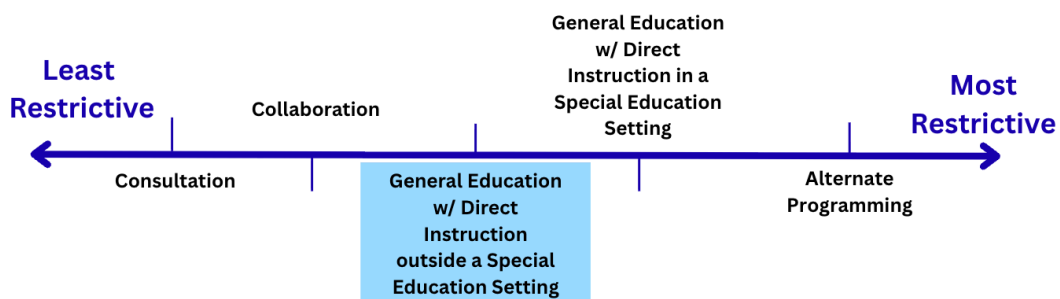 Least
Restrictive
Consultation
Collaboration
General Education
w/ Direct
Instruction
outside a Special
Education Setting
General Education
w/ Direct
Instruction in a
Special Education
Setting
Alternate
Programming
Most
Restrictive